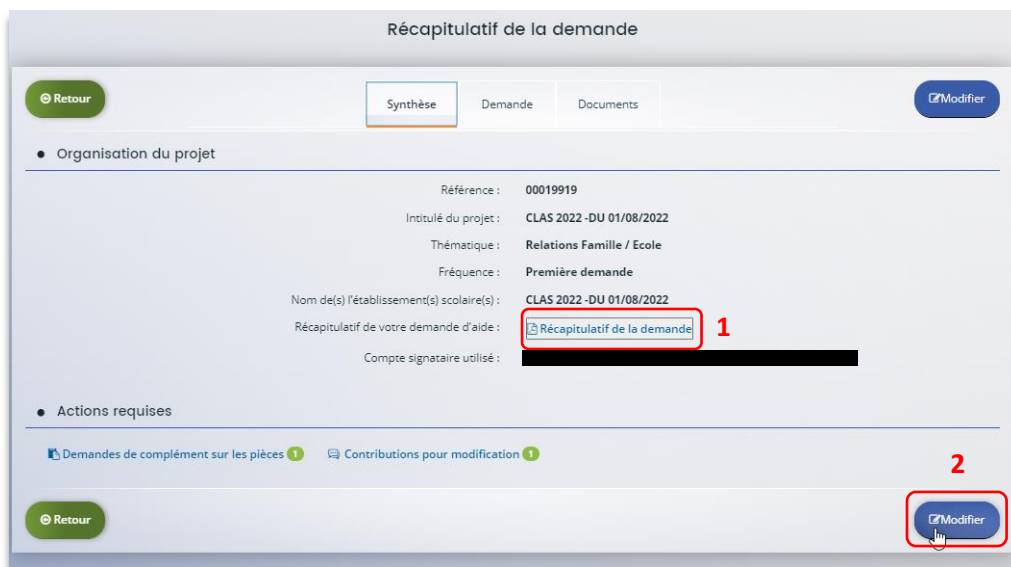 Récapitulatif de la demande
Retour
Synthèse Demande Documents
Modifier
Organisation du projet
Référence : 00019919
Intitulé du projet : CLAS 2022 -DU 01/08/2022
Thématique : Relations Famille / Ecole
Fréquence : Première demande
Nom de(s) l'établissement(s) scolaire(s) : CLAS 2022 -DU 01/08/2022
Récapitulatif de votre demande d'aide : Récapitulatif de la demande 1
Compte signataire utilisé :
Actions requises
Demandes de complément sur les pièces 1 Contributions pour modification 1
2
Retour
Modifier